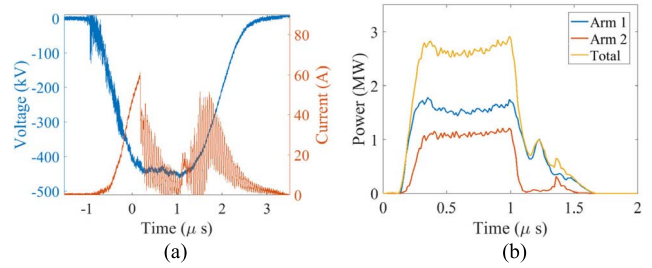 0
-100
-200
-300
-400
-500
Voltage (kV)
80
60
40
20
0
Current (A)
-1 0 1 2 3
Time (μ s)
(a)
3
2
1
0
Power (MW)
Arm 1
Arm 2
Total
0 0.5 1 1.5 2
Time (μ s)
(b)